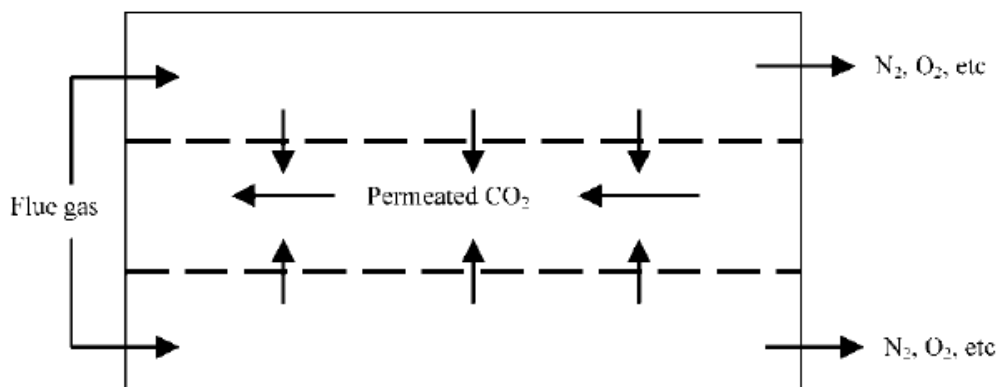 N₂, O₂, etc
Permeated CO₂
Flue gas
N₂, O₂, etc